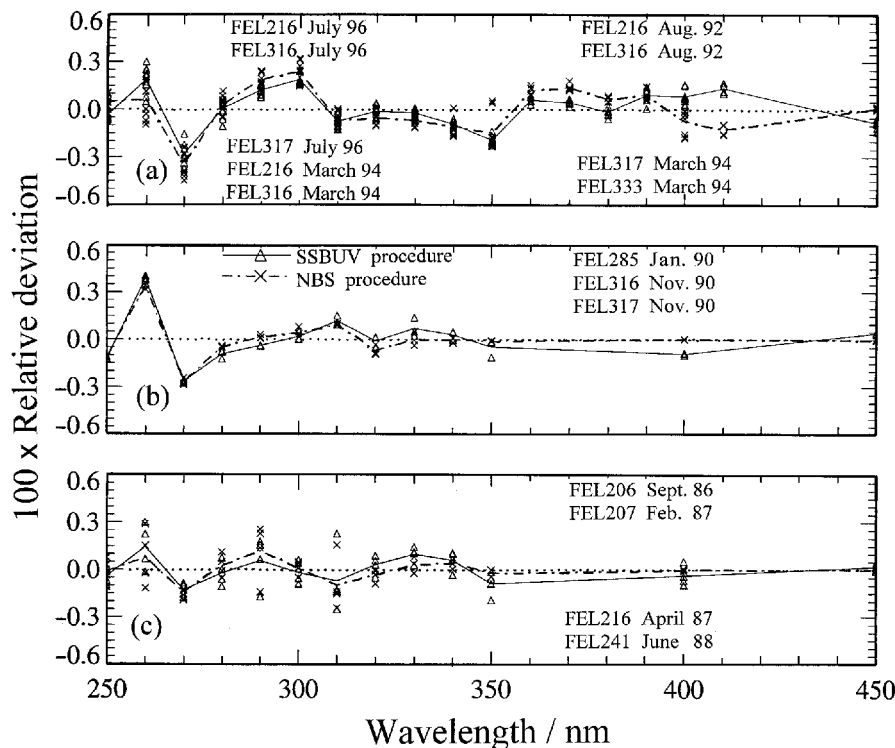 100 x Relative deviation
0.6
0.3
0.0
-0.3
-0.6
FEL216 July 96
FEL316 July 96
FEL216 Aug. 92
FEL316 Aug. 92
FEL317 July 96
FEL216 March 94
FEL316 March 94
FEL317 March 94
FEL333 March 94
(a)
0.6
0.3
0.0
-0.3
-0.6
SSBUV procedure
NBS procedure
FEL285 Jan. 90
FEL316 Nov. 90
FEL317 Nov. 90
(b)
0.6
0.3
0.0
-0.3
-0.6
FEL206 Sept. 86
FEL207 Feb. 87
FEL216 April 87
FEL241 June 88
(c)
250 300 350 400 450
Wavelength / nm